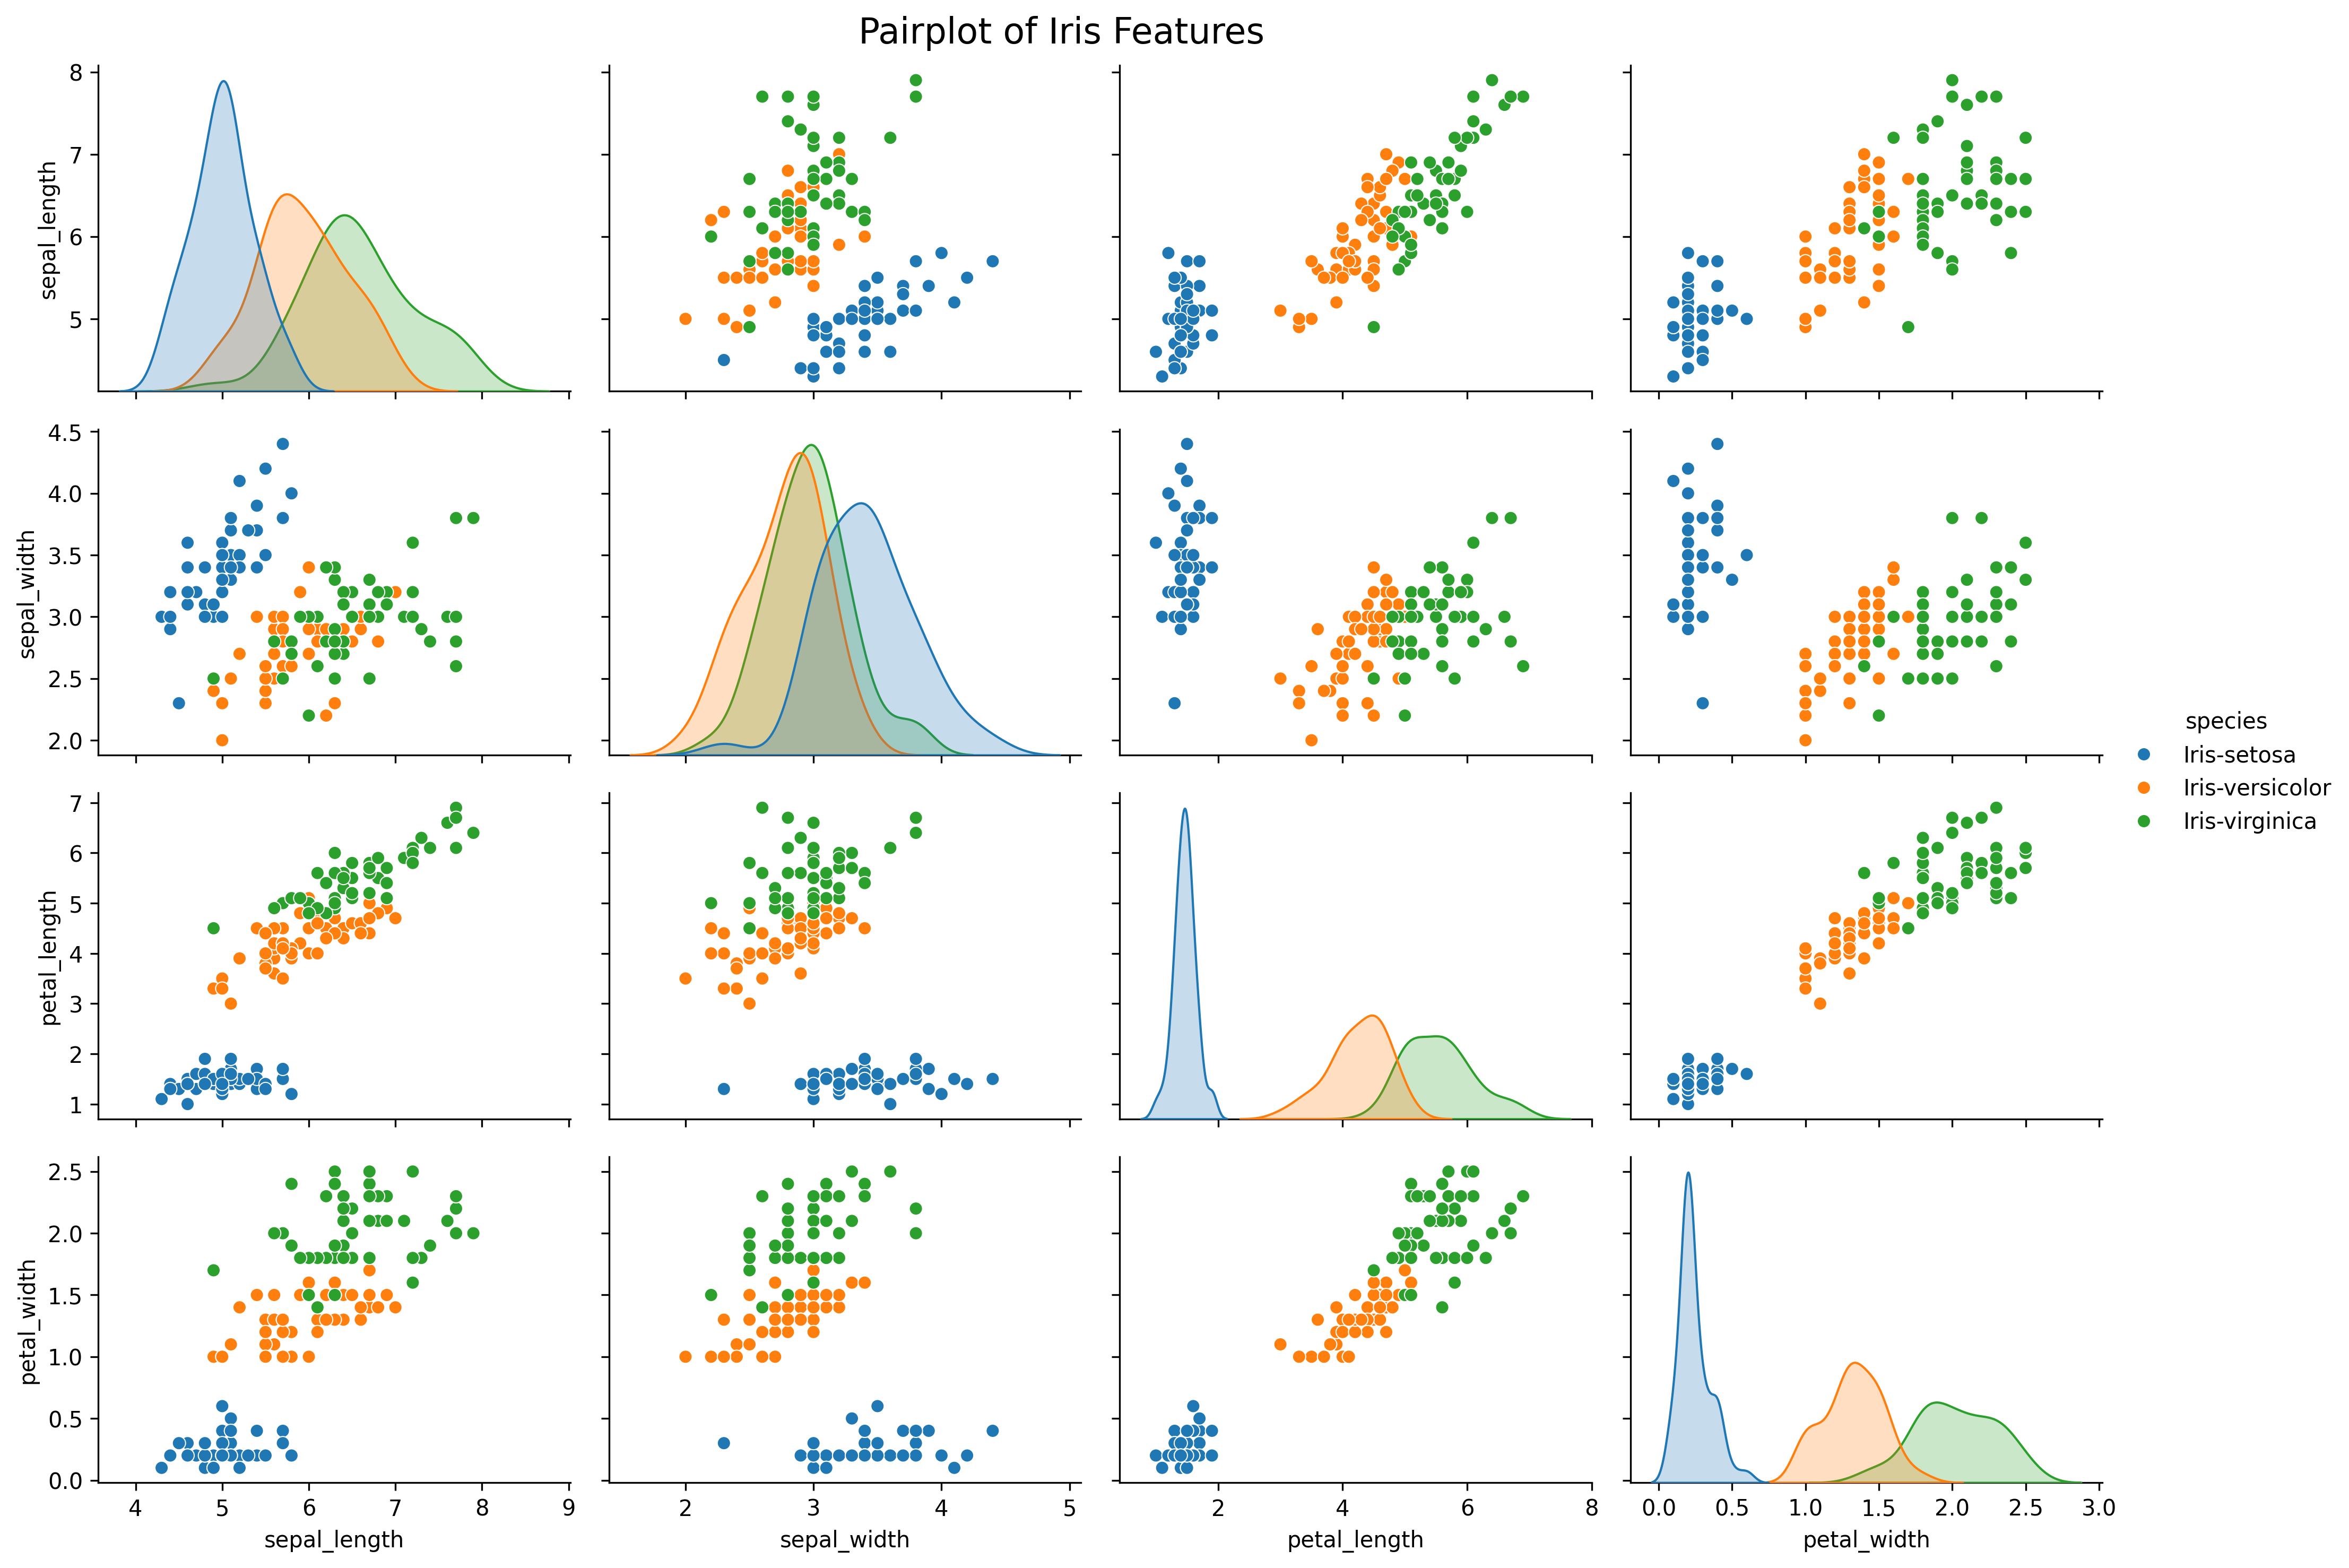 Pairplot of Iris Features
8
7
6
5
sepal_length
4 5 6 7 8 9
2 3 4 5
2 4 6 8
0.0 0.5 1.0 1.5 2.0 2.5 3.0
4.5
4.0
3.5
3.0
2.5
2.0
sepal_width
7
6
5
4
3
2
1
petal_length
2.5
2.0
1.5
1.0
0.5
0.0
petal_width
sepal_length
sepal_width
petal_length
petal_width
species
Iris-setosa
Iris-versicolor
Iris-virginica